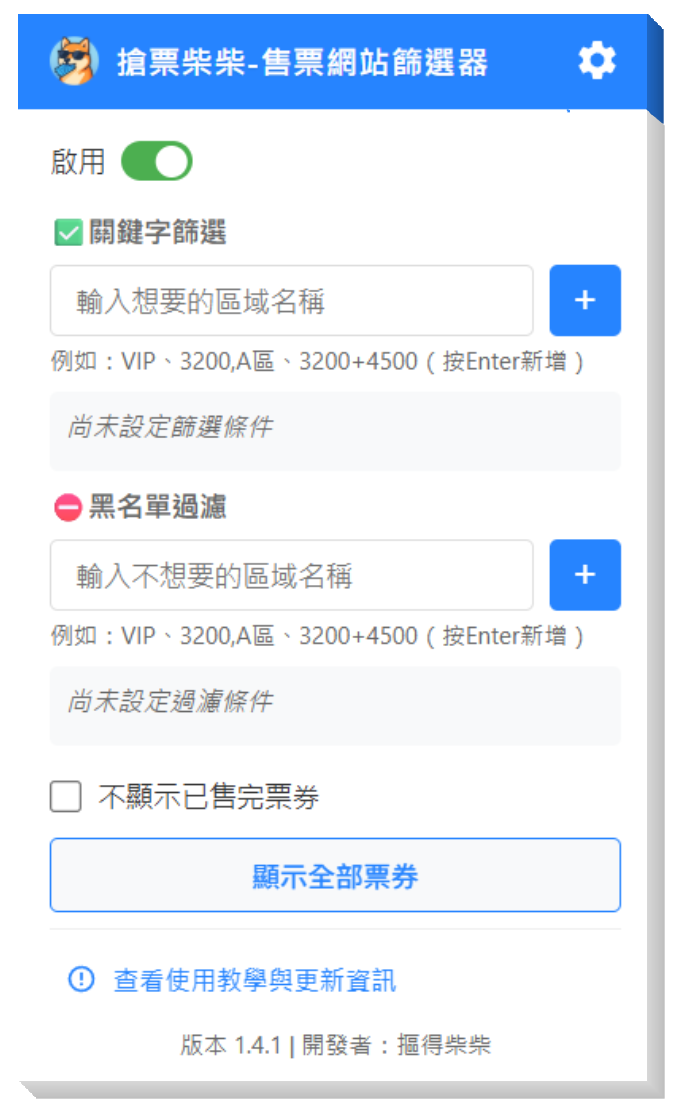 搶票柴柴-售票網站篩選器
啟用
關鍵字篩選
輸入想要的區域名稱
+
例如：VIP、3200,A區、3200+4500（按Enter新增）
尚未設定篩選條件
黑名單過濾
輸入不想要的區域名稱
+
例如：VIP、3200,A區、3200+4500（按Enter新增）
尚未設定過濾條件
不顯示已售完票券
顯示全部票券
查看使用教學與更新資訊
版本 1.4.1 | 開發者：摳得柴柴